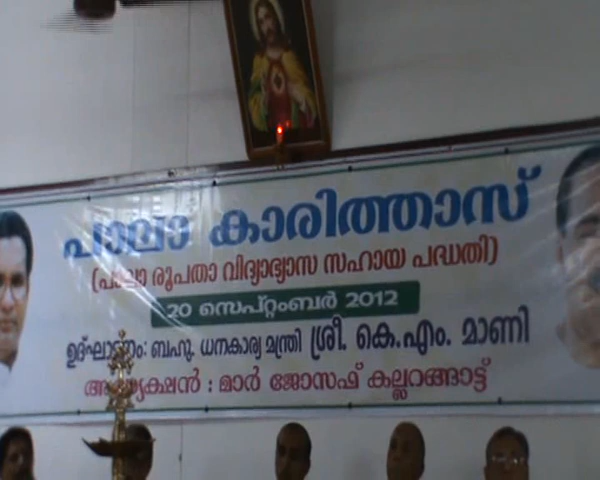 പാലാ കാരിത്താസ്
(പാലാ രൂപതാ വിദ്യാഭ്യാസ സഹായ പദ്ധതി)
20 സെപ്റ്റംബർ 2012
ഉദ്ഘാടനം: ബഹു. ധനകാര്യ മന്ത്രി ശ്രീ. കെ.എം. മാണി
അദ്ധ്യക്ഷൻ : മാർ ജോസഫ് കല്ലറങ്ങാട്ട്